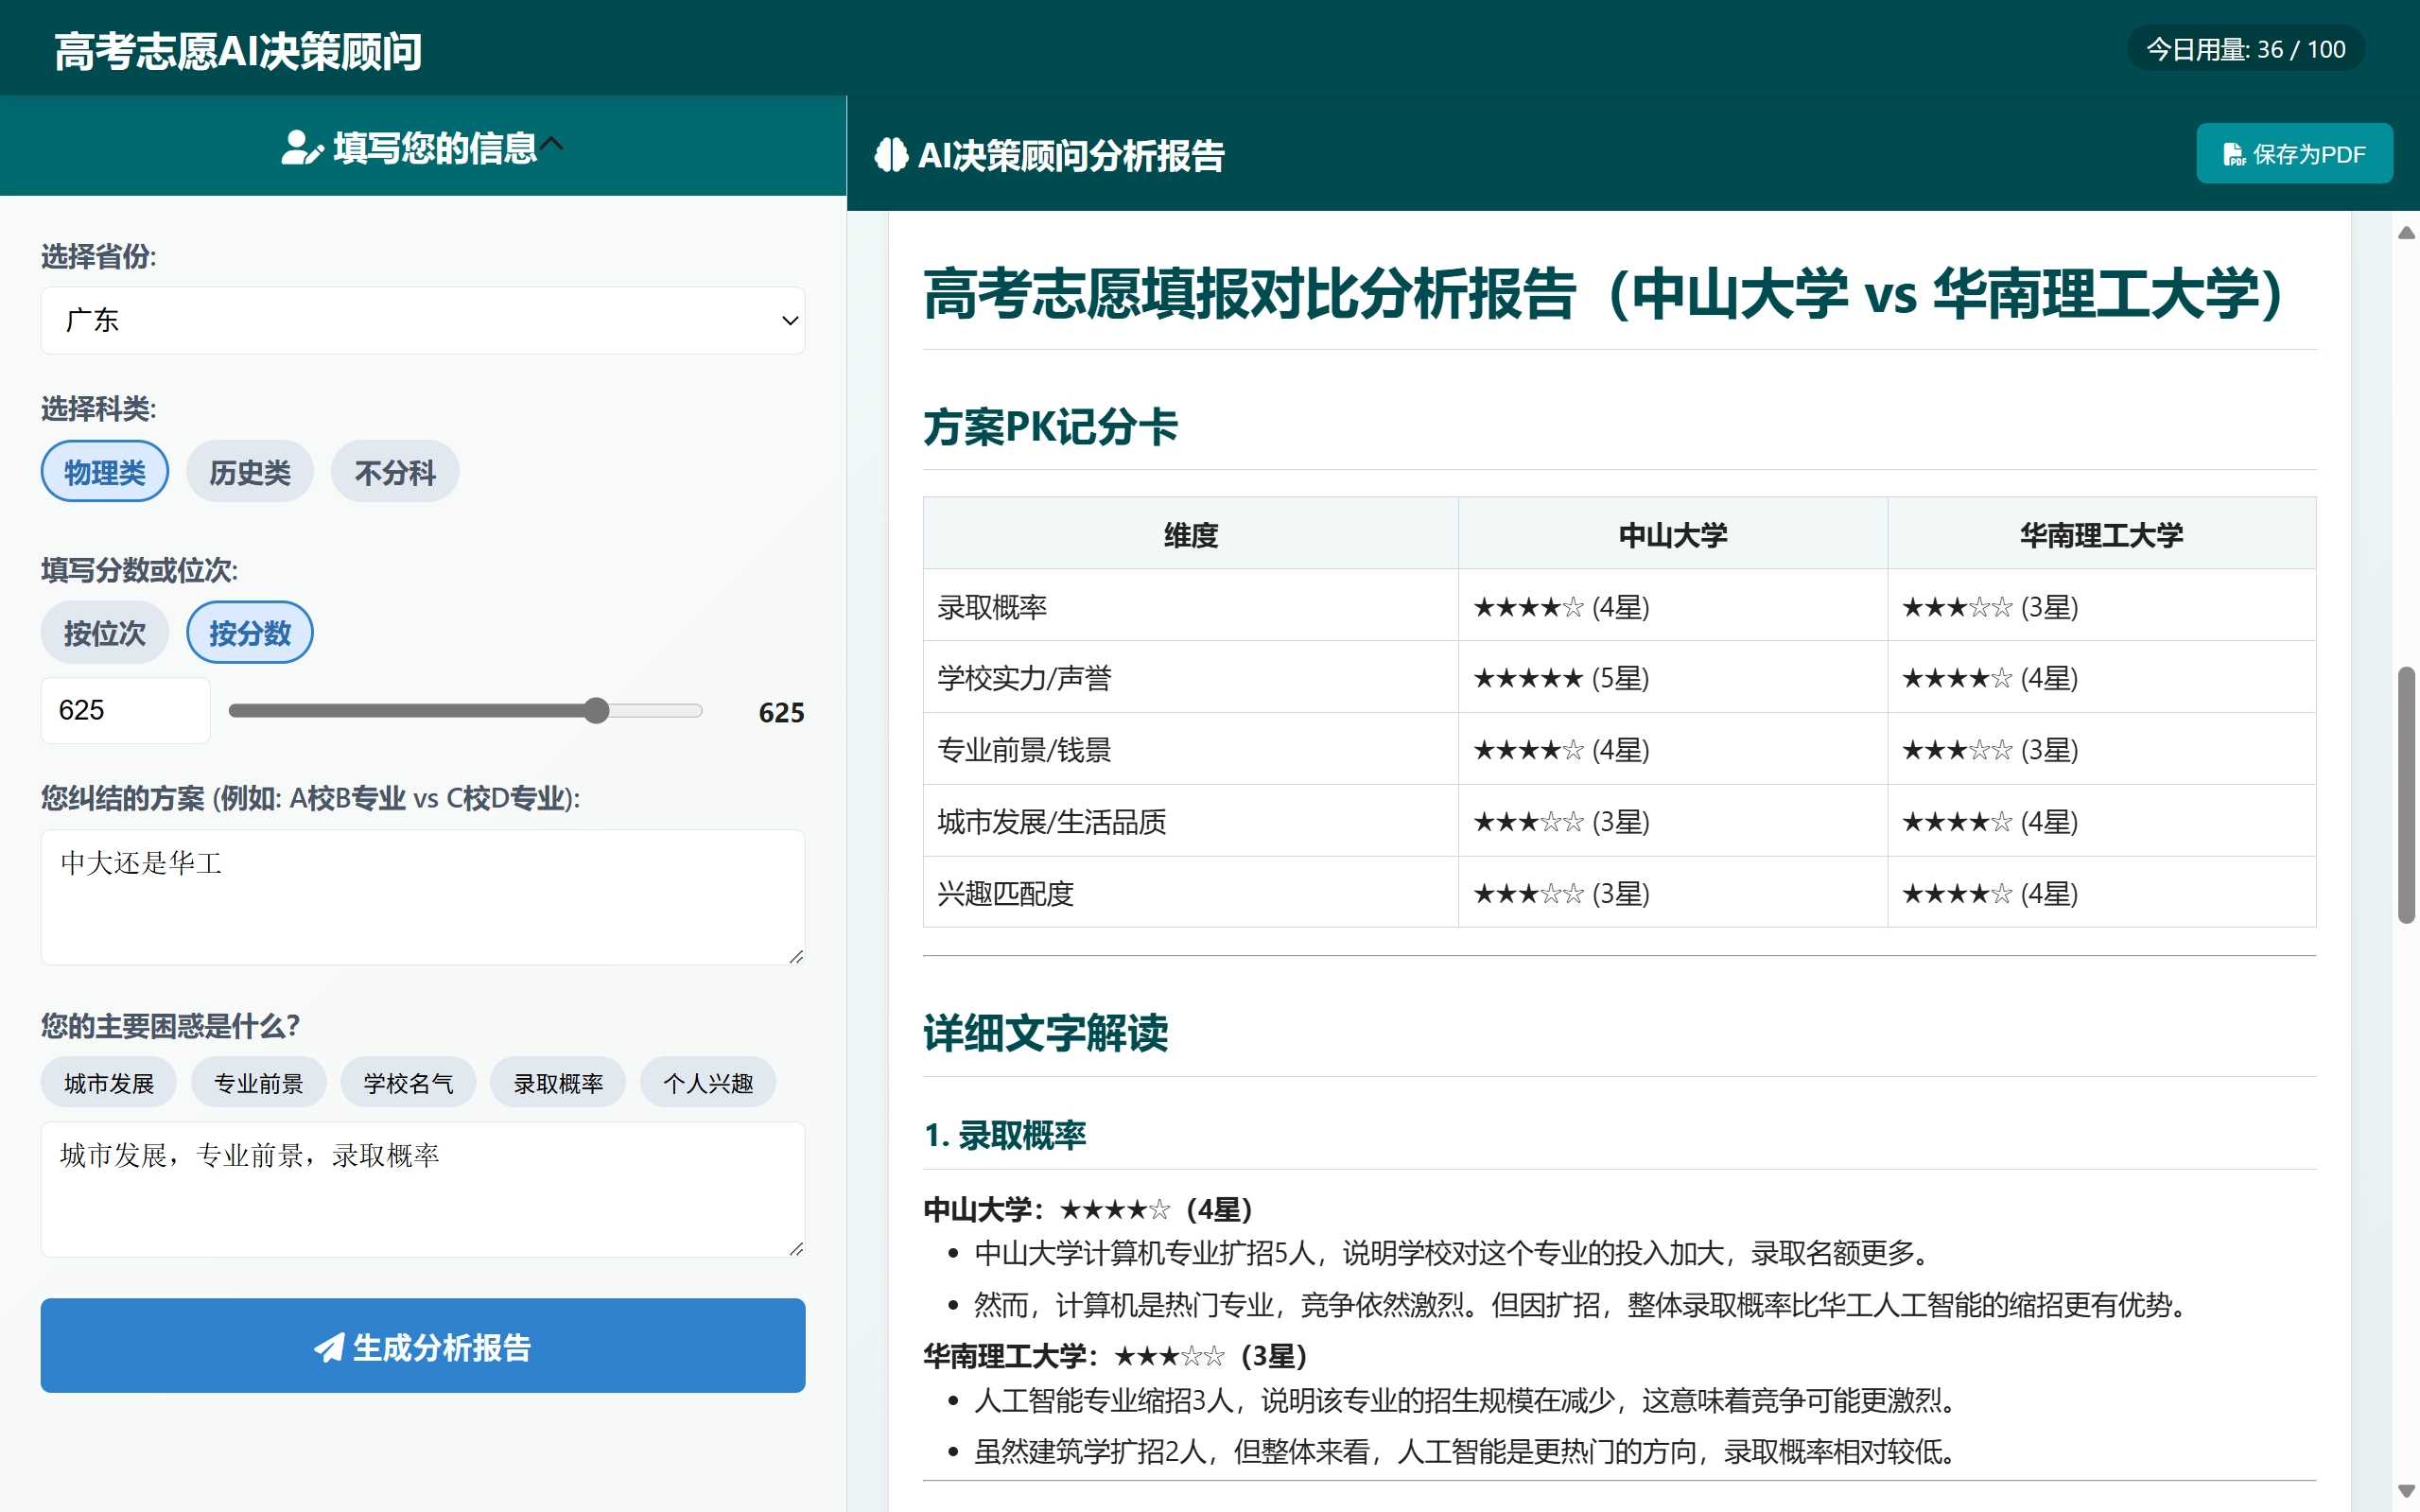 高考志愿AI决策顾问
今日用量: 36 / 100
填写您的信息
选择省份:
广东
选择科类:
物理类 历史类 不分科
填写分数或位次:
按位次 按分数
625 625
您纠结的方案 (例如: A校B专业 vs C校D专业):
中大还是华工
您的主要困惑是什么?
城市发展 专业前景 学校名气 录取概率 个人兴趣
城市发展，专业前景，录取概率
生成分析报告
AI决策顾问分析报告
PDF 保存为PDF
高考志愿填报对比分析报告（中山大学 vs 华南理工大学）
方案PK记分卡
维度 中山大学 华南理工大学
录取概率 ★★★★☆ (4星) ★★★☆☆ (3星)
学校实力/声誉 ★★★★★ (5星) ★★★★☆ (4星)
专业前景/钱景 ★★★★☆ (4星) ★★★☆☆ (3星)
城市发展/生活品质 ★★★☆☆ (3星) ★★★★☆ (4星)
兴趣匹配度 ★★★☆☆ (3星) ★★★★☆ (4星)
详细文字解读
1. 录取概率
中山大学：★★★★☆（4星）
• 中山大学计算机专业扩招5人，说明学校对这个专业的投入加大，录取名额更多。
• 然而，计算机是热门专业，竞争依然激烈。但因扩招，整体录取概率比华工人工智能的缩招更有优势。
华南理工大学：★★★☆☆（3星）
• 人工智能专业缩招3人，说明该专业的招生规模在减少，这意味着竞争可能更激烈。
• 虽然建筑学扩招2人，但整体来看，人工智能是更热门的方向，录取概率相对较低。